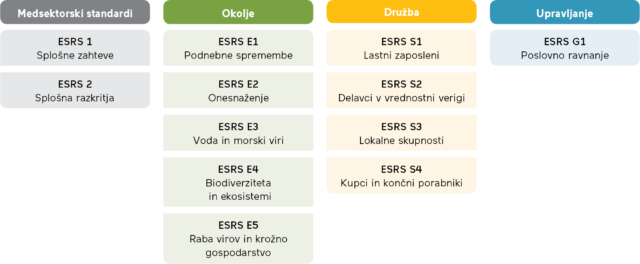 Medsektorski standardi
ESRS 1
Splošne zahteve
ESRS 2
Splošna razkritja
Okolje
ESRS E1
Podnebne spremembe
ESRS E2
Onesnaženje
ESRS E3
Voda in morski viri
ESRS E4
Biodiverziteta
in ekosistemi
ESRS E5
Raba virov in krožno
gospodarstvo
Družba
ESRS S1
Lastni zaposleni
ESRS S2
Delavci v vrednostni verigi
ESRS S3
Lokalne skupnosti
ESRS S4
Kupci in končni porabniki
Upravljanje
ESRS G1
Poslovno ravnanje